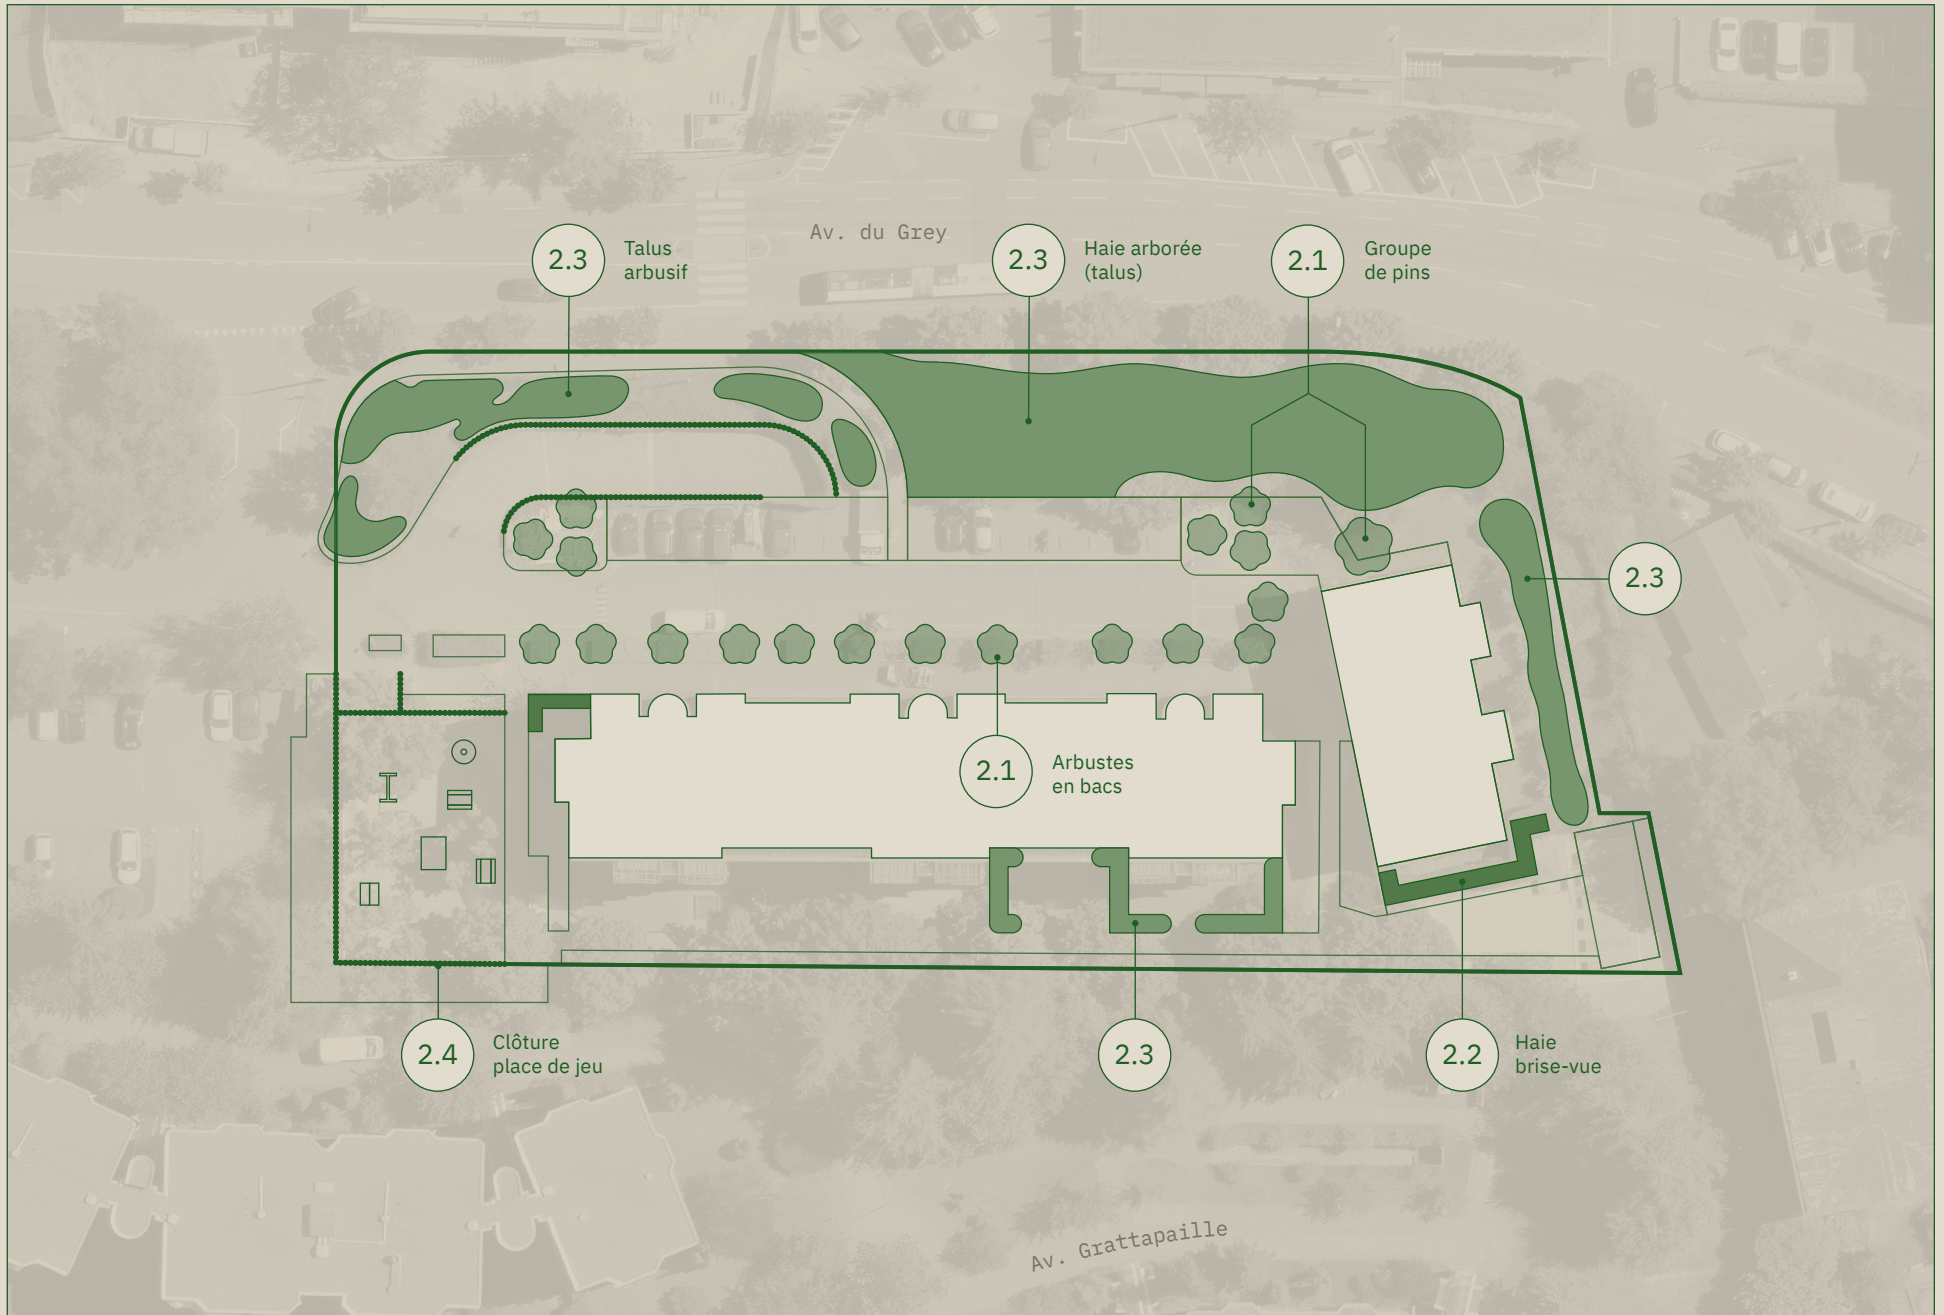 Av. du Grey
2.3
Talus
arbusif
2.3
Haie arborée
(talus)
2.1
Groupe
de pins
2.3
2.1
Arbustes
en bacs
2.4
Clôture
place de jeu
2.3
2.2
Haie
brise-vue
Av. Grattapaille